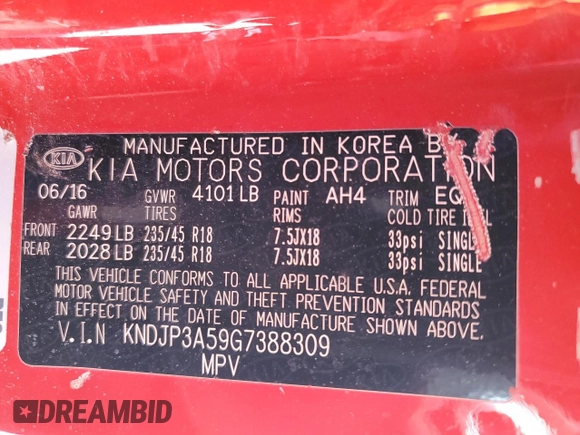 MANUFACTURED IN KOREA B
KIA KIA MOTORS CORPORATION
06/16 GVWR 4101 LB PAINT AH4 TRIM EQ
GAWR TIRES RIMS COLD TIRE
FRONT 2249 LB 235/45 R18 7.5JX18 33psi SINGLE
REAR 2028 LB 235/45 R18 7.5JX18 33psi SINGLE
THIS VEHICLE CONFORMS TO ALL APPLICABLE U.S.A. FEDERAL
MOTOR VEHICLE SAFETY AND THEFT PREVENTION STANDARDS
IN EFFECT ON THE DATE OF MANUFACTURE SHOWN ABOVE.
V.I.N KNDJP3A59G7388309
MPV
DREAMBID